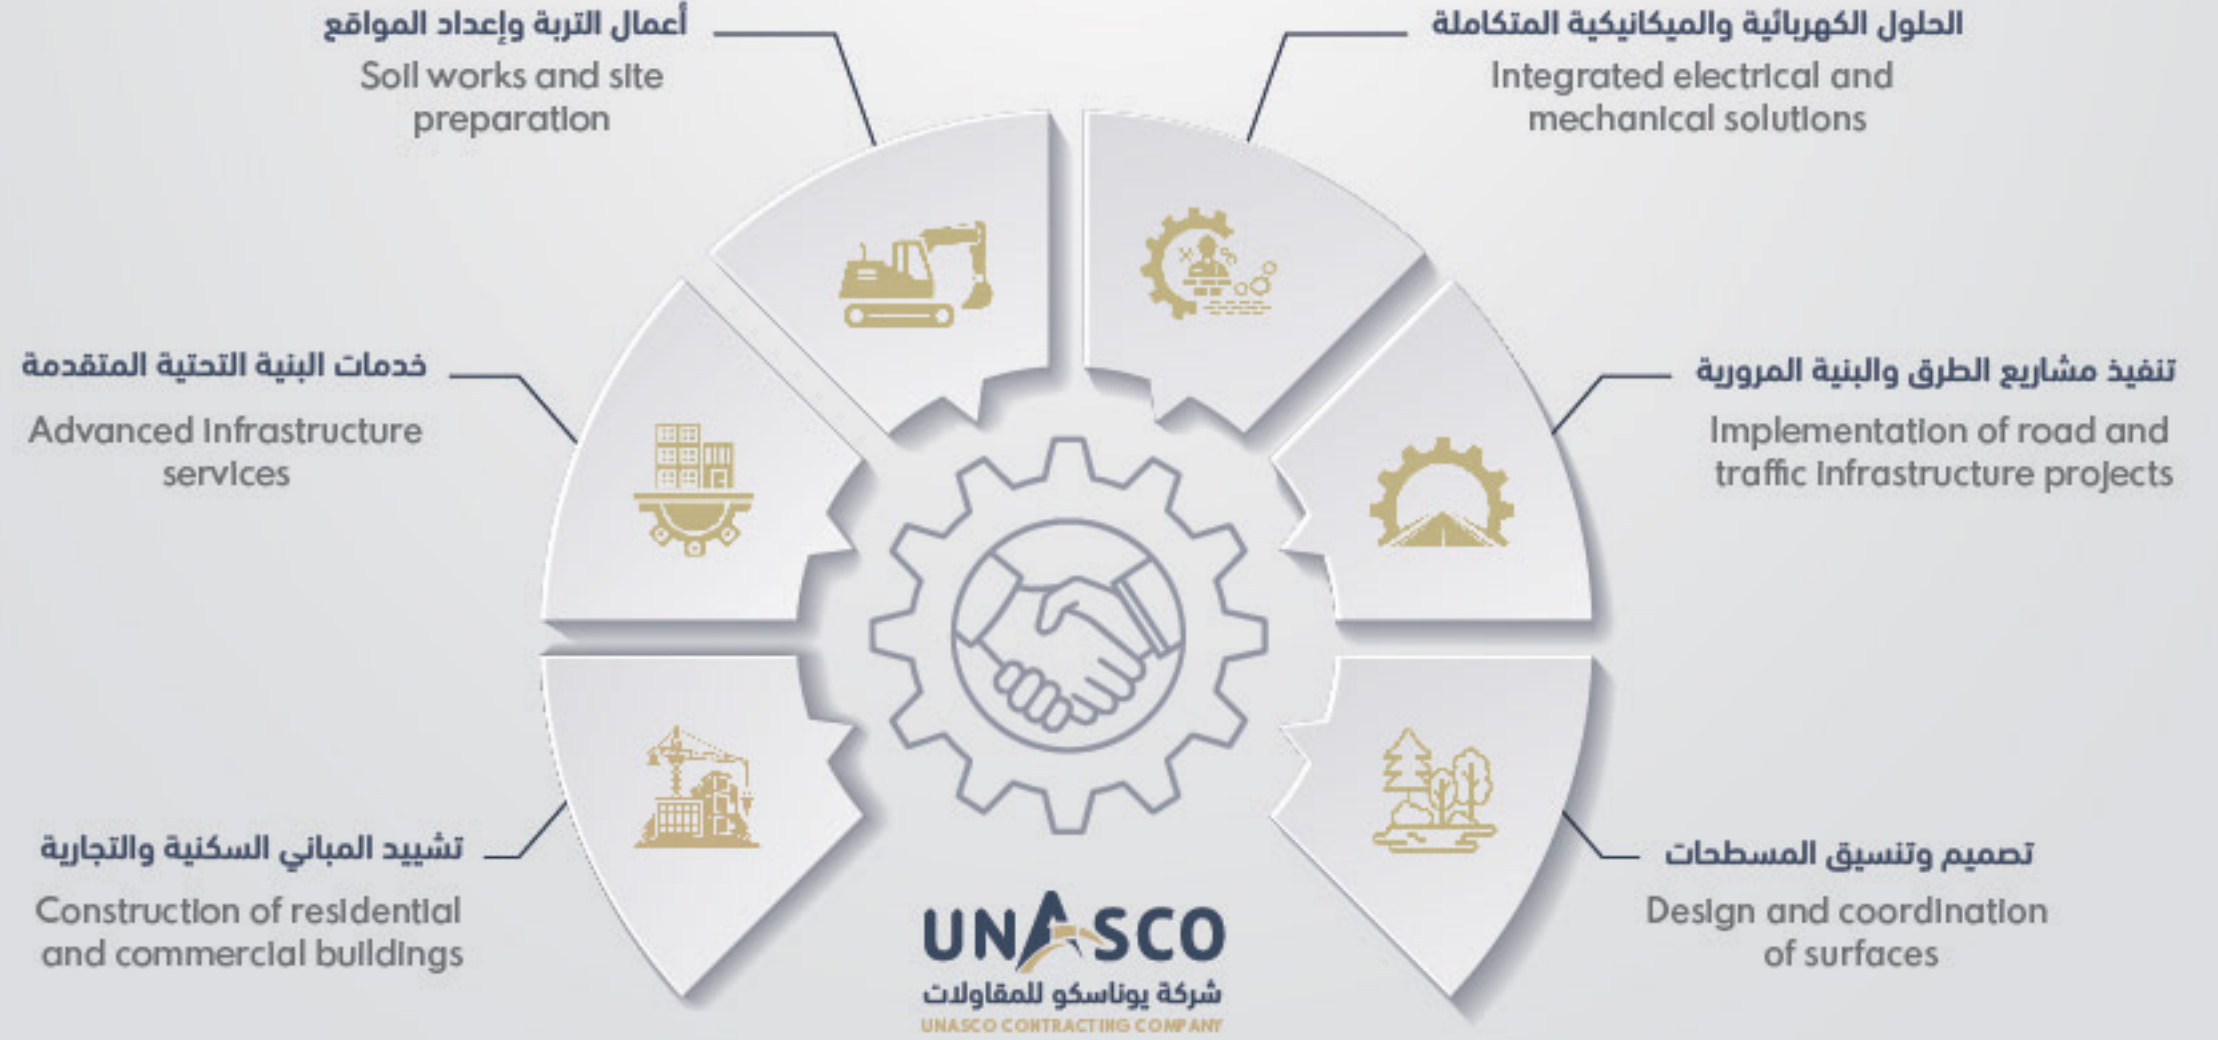 أعمال التربة وإعداد المواقع
Soil works and site
preparation
الحلول الكهربائية والميكانيكية المتكاملة
Integrated electrical and
mechanical solutions
خدمات البنية التحتية المتقدمة
Advanced Infrastructure
services
تنفيذ مشاريع الطرق والبنية المرورية
Implementation of road and
traffic infrastructure projects
تشييد المباني السكنية والتجارية
Construction of residential
and commercial buildings
تصميم وتنسيق المسطحات
Design and coordination
of surfaces
UNASCO
شركة يوناسكو للمقاولات
UNASCO CONTRACTING COMPANY